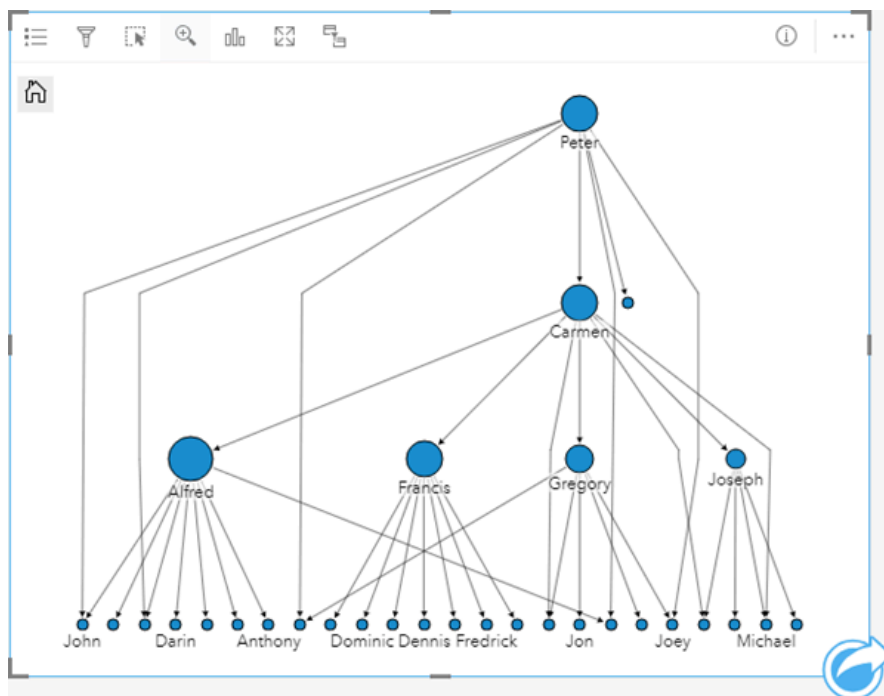 Peter
Carmen
Alfred
Francis
Gregory
Joseph
John
Darin
Anthony
Dominic
Dennis
Fredrick
Jon
Joey
Michael